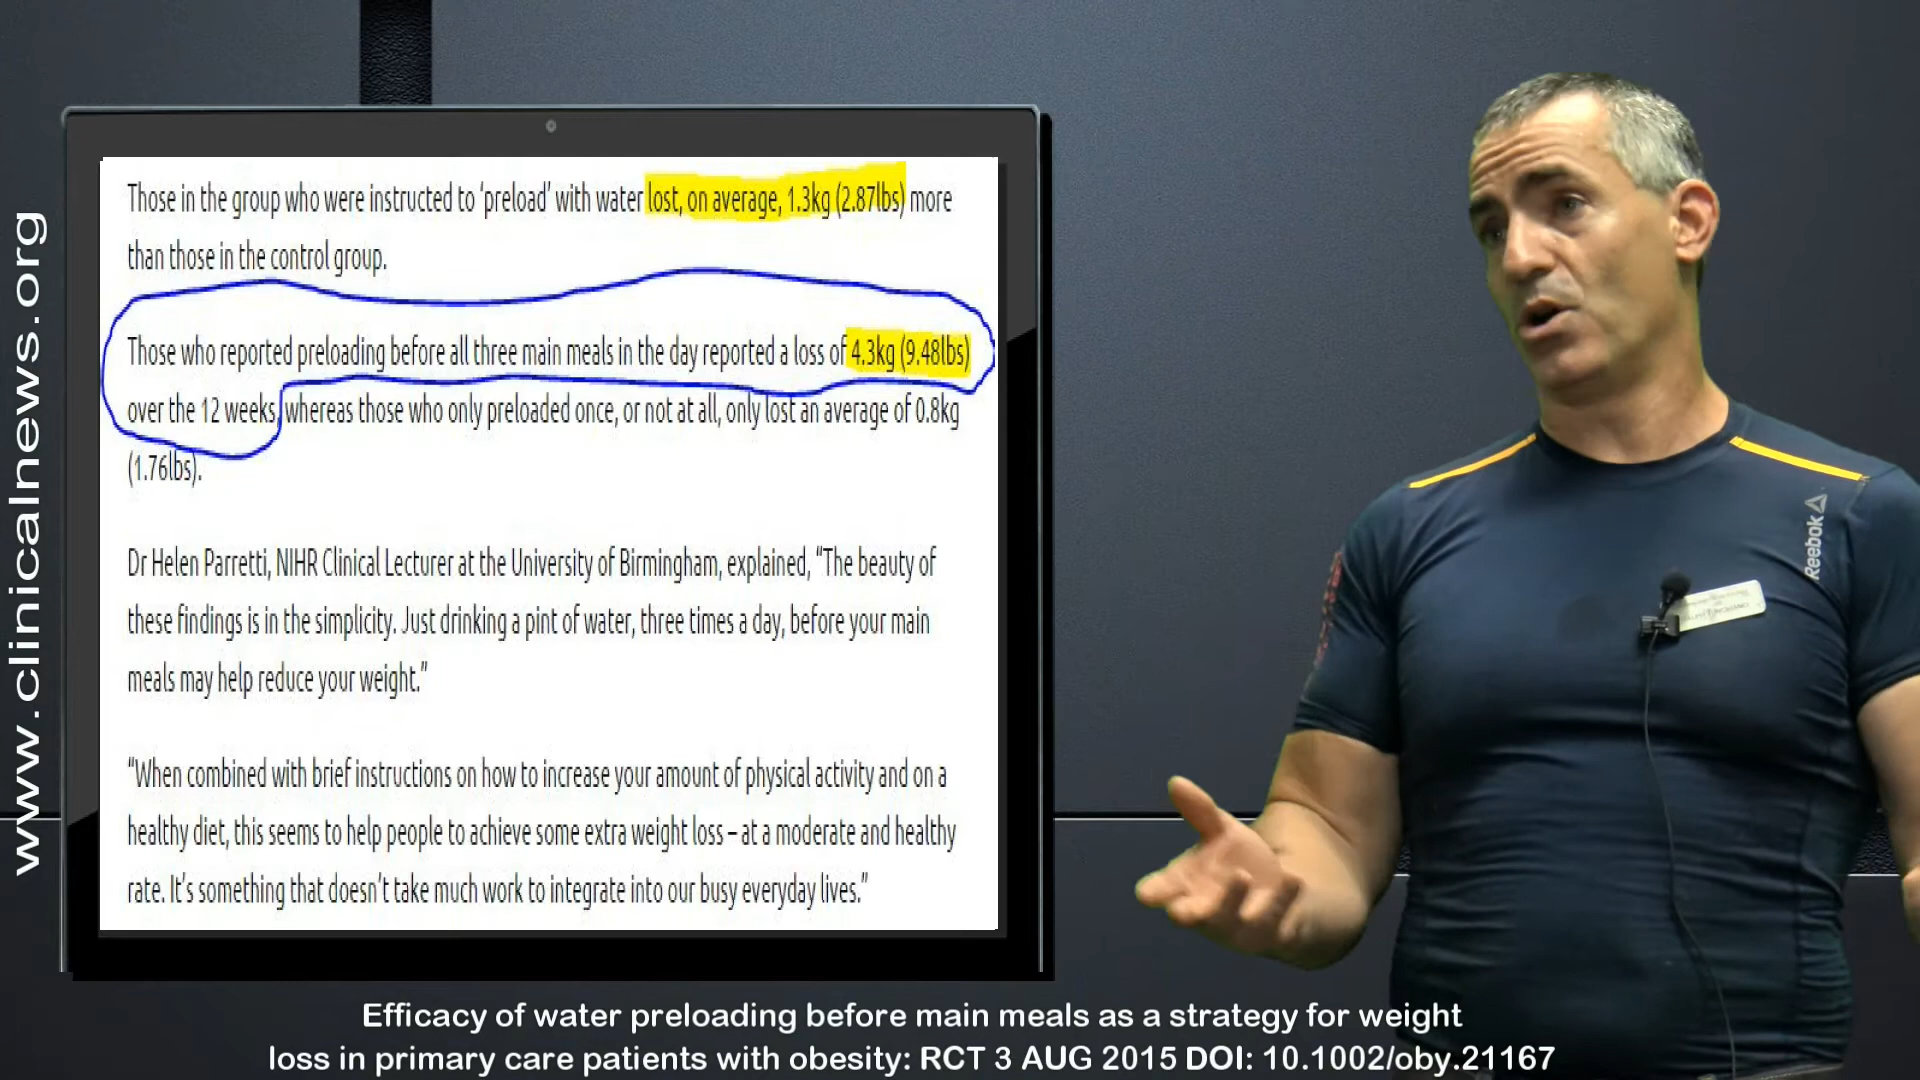 www.clinicalnews.org
Those in the group who were instructed to ‘preload’ with water lost, on average, 1.3kg (2.87lbs) more
than those in the control group.
Those who reported preloading before all three main meals in the day reported a loss of 4.3kg (9.48lbs)
over the 12 weeks, whereas those who only preloaded once, or not at all, only lost an average of 0.8kg
(1.76lbs).
Dr Helen Parretti, NIHR Clinical Lecturer at the University of Birmingham, explained, “The beauty of
these findings is in the simplicity. Just drinking a pint of water, three times a day, before your main
meals may help reduce your weight.”
“When combined with brief instructions on how to increase your amount of physical activity and on a
healthy diet, this seems to help people to achieve some extra weight loss – at a moderate and healthy
rate. It’s something that doesn’t take much work to integrate into our busy everyday lives.”
Reebok
Efficacy of water preloading before main meals as a strategy for weight
loss in primary care patients with obesity: RCT 3 AUG 2015 DOI: 10.1002/oby.21167